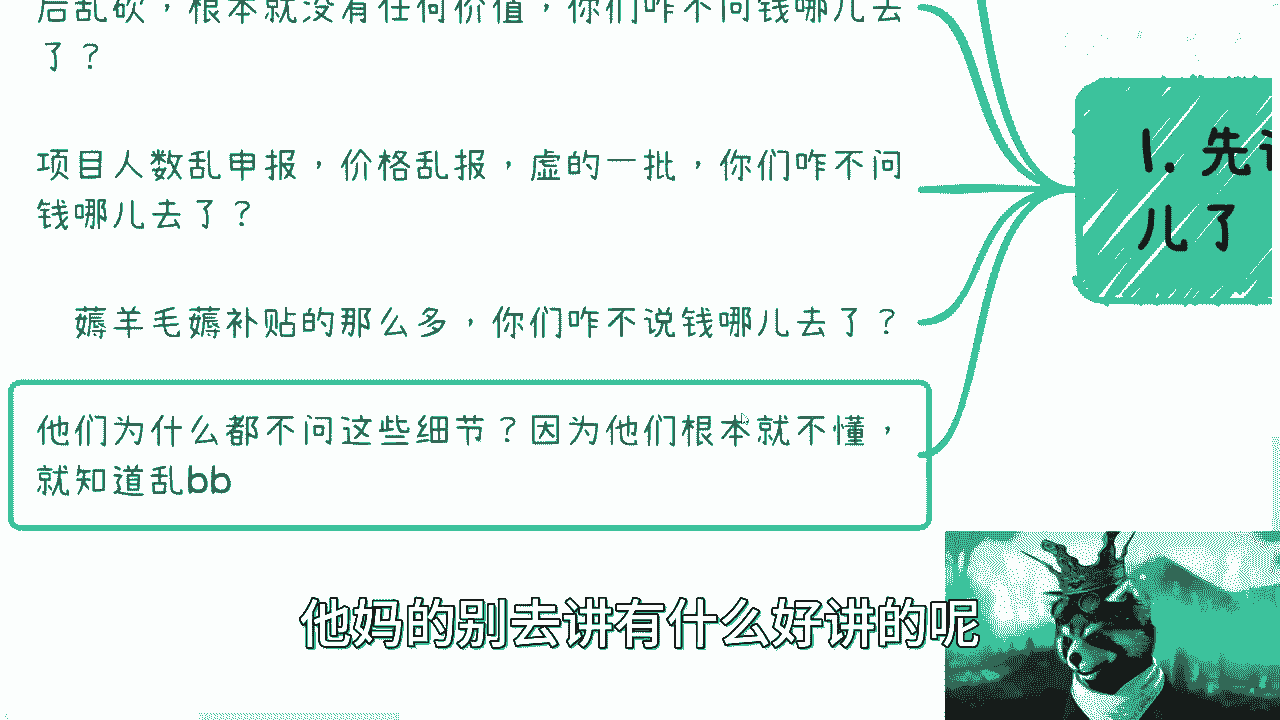 后乱砍，根本就没有任何价值，你们咋不问钱哪儿去
了？
项目人数乱申报，价格乱报，虚的一批，你们咋不问
钱哪儿去了？
薅羊毛薅补贴的那么多，你们咋不说钱哪儿去了？
他们为什么都不问这些细节？因为他们根本就不懂，
就知道乱bb
1. 先
儿了
他妈的别去讲有什么好讲的呢